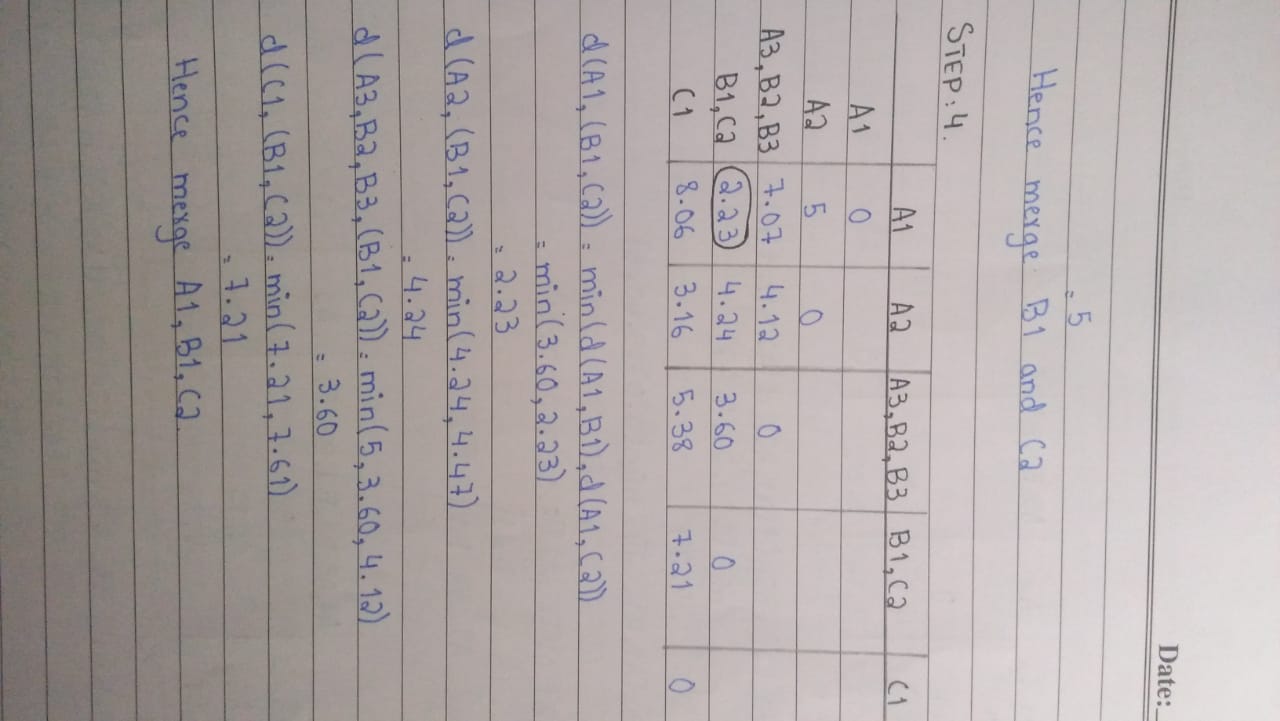 Date:
= 5
Hence merge B1 and C2
STEP:4.
A1 A2 A3,B2,B3 B1,C2 C1
A1 0
A2 5 0
A3,B2,B3 7.07 4.12 0
B1,C2 2.23 4.24 3.60 0
C1 8.06 3.16 5.38 7.21 0
d(A1,(B1,C2)) = min(d(A1,B1),d(A1,C2))
= min(3.60,2.23)
= 2.23
d(A2,(B1,C2)) = min(4.24,4.47)
= 4.24
d(A3,B2,B3,(B1,C2)) = min(5,3.60,4.12)
= 3.60
d(C1,(B1,C2)) = min(7.21,7.61)
= 7.21
Hence merge A1,B1,C2.